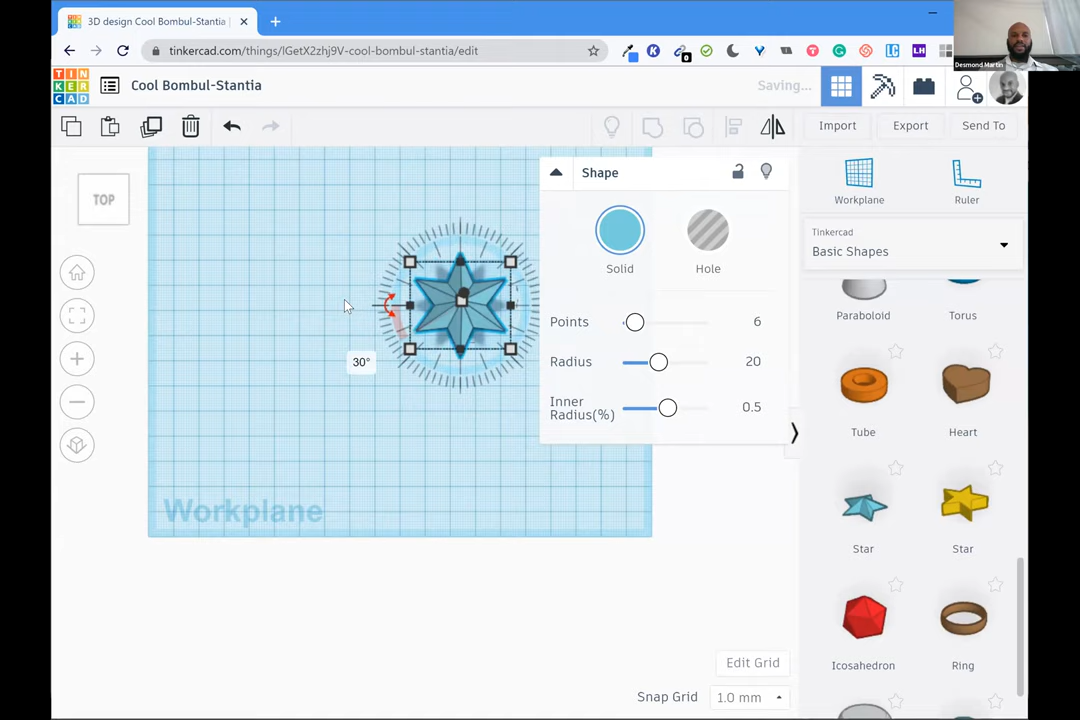 3D design Cool Bombul-Stantia |
tinkercad.com/things/lGetX2zhj9V-cool-bombul-stantia/edit
Desmond Martin
TIN
KER
CAD
Cool Bombul-Stantia
Saving...
Import
Export
Send To
TOP
Shape
Solid
Hole
Points
6
Radius
20
Inner
Radius(%)
0.5
30°
Workplane
Workplane
Ruler
Tinkercad
Basic Shapes
Paraboloid
Torus
Tube
Heart
Star
Star
Icosahedron
Ring
Edit Grid
Snap Grid
1.0 mm